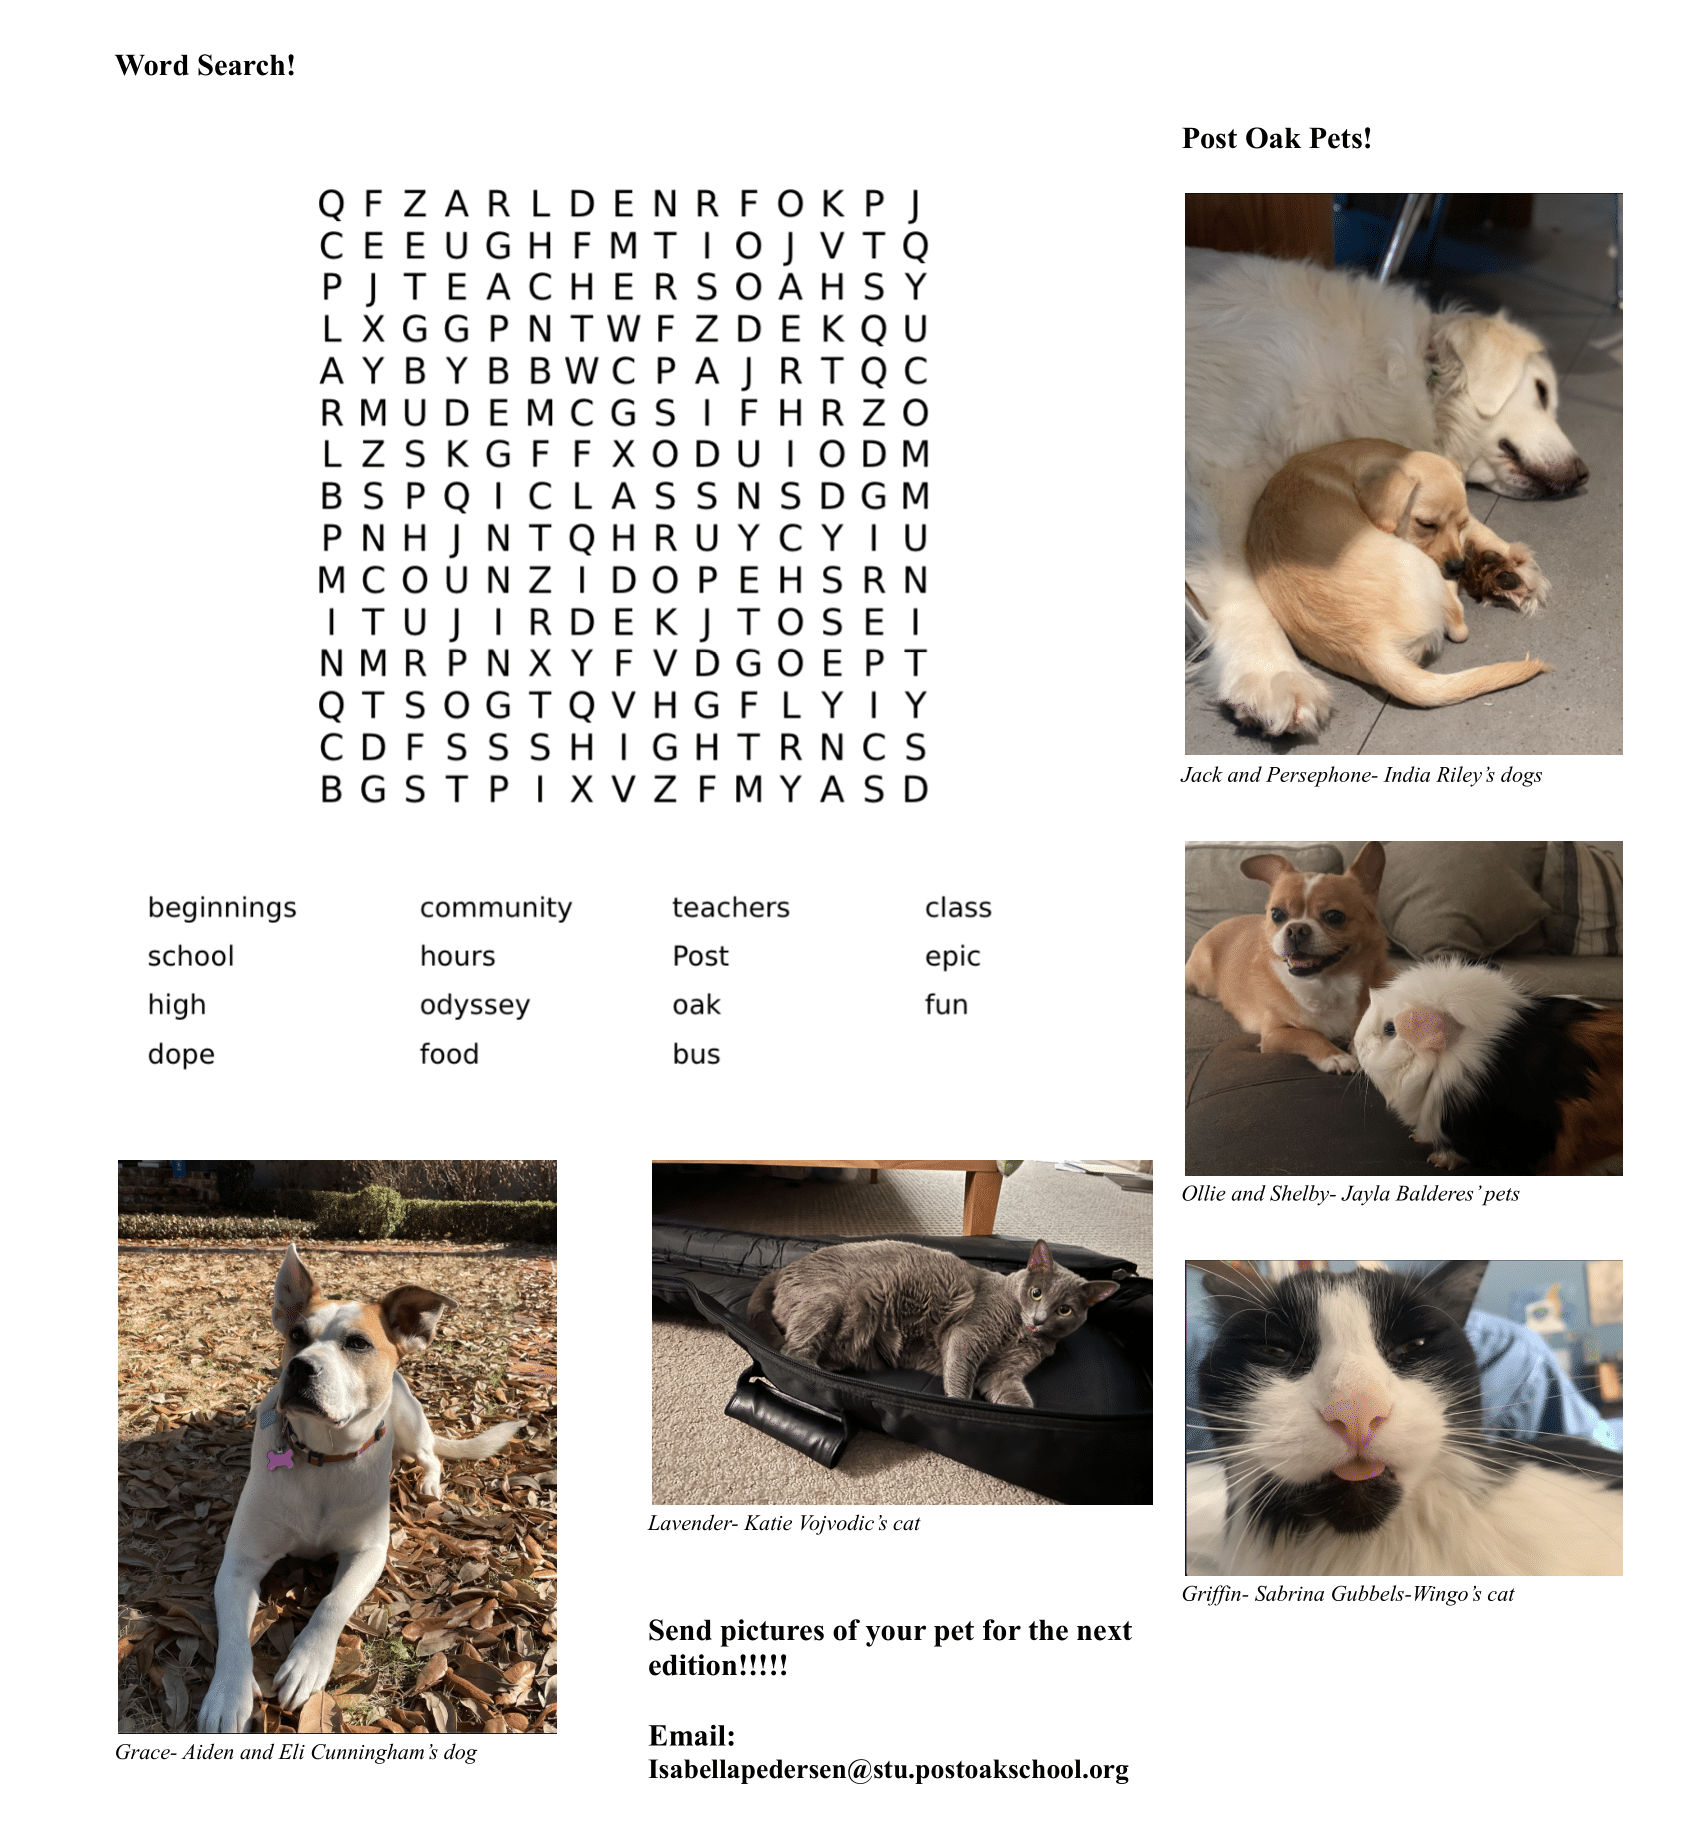 Word Search!
Post Oak Pets!
Q F Z A R L D E N R F O K P J
C E E U G H F M T I O J V T Q
P J T E A C H E R S O A H S Y
L X G G P N T W F Z D E K Q U
A Y B Y B B W C P A J R T Q C
R M U D E M C G S I F H R Z O
L Z S K G F F X O D U I O D M
B S P Q I C L A S S N S D G M
P N H J N T Q H R U Y C Y I U
M C O U N Z I D O P E H S R N
I T U J I R D E K J T O S E I
N M R P N X Y F V D G O E P T
Q T S O G T Q V H G F L Y I Y
C D F S S S H I G H T R N C S
B G S T P I X V Z F M Y A S D
beginnings community teachers class
school hours Post epic
high odyssey oak fun
dope food bus
Jack and Persephone- India Riley’s dogs
Ollie and Shelby- Jayla Balderes’ pets
Griffin- Sabrina Gubbels-Wingo’s cat
Lavender- Katie Vojvodic’s cat
Grace- Aiden and Eli Cunningham’s dog
Send pictures of your pet for the next
edition!!!!!
Email:
Isabellapedersen@stu.postoakschool.org